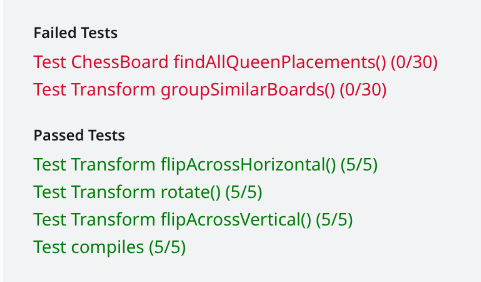 Failed Tests
Test ChessBoard findAllQueenPlacements() (0/30)
Test Transform groupSimilarBoards() (0/30)
Passed Tests
Test Transform flipAcrossHorizontal() (5/5)
Test Transform rotate() (5/5)
Test Transform flipAcrossVertical() (5/5)
Test compiles (5/5)